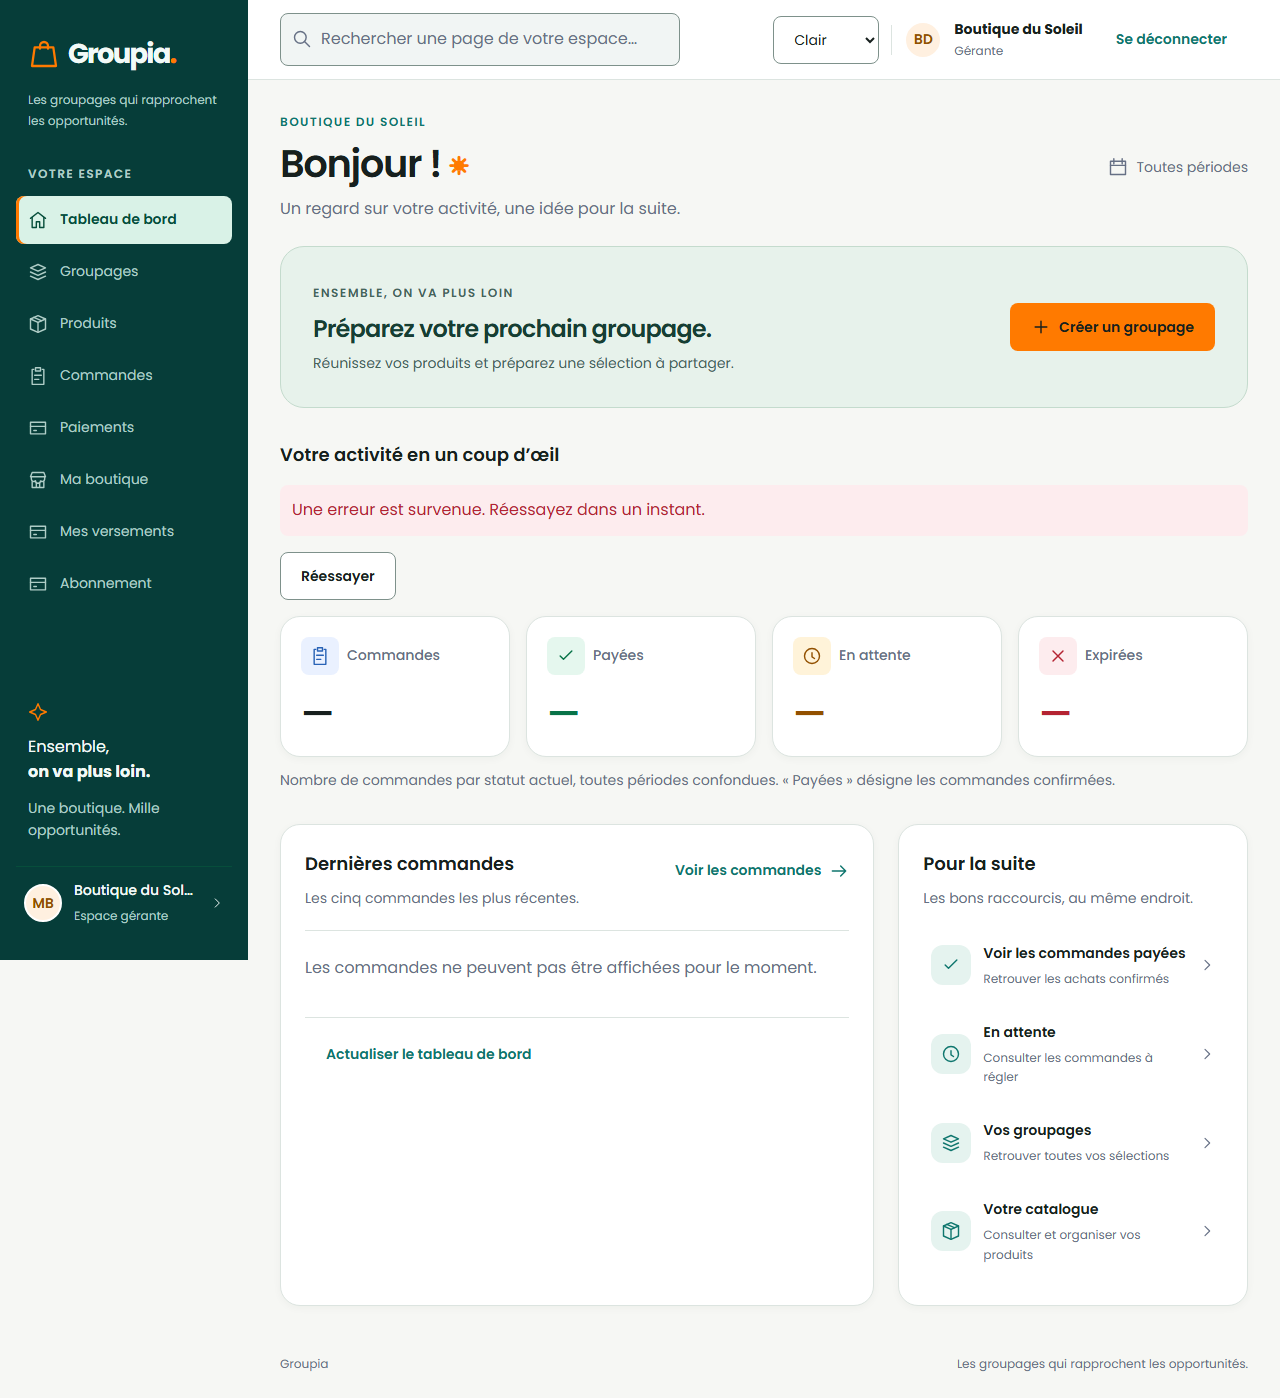 Groupia.
Les groupages qui rapprochent
les opportunités.
VOTRE ESPACE
Tableau de bord
Groupages
Produits
Commandes
Paiements
Ma boutique
Mes versements
Abonnement
Ensemble,
on va plus loin.
Une boutique. Mille
opportunités.
MB
Boutique du Sol...
Espace gérante
Rechercher une page de votre espace...
Clair
BD
Boutique du Soleil
Gérante
Se déconnecter
BOUTIQUE DU SOLEIL
Bonjour !
Toutes périodes
Un regard sur votre activité, une idée pour la suite.
ENSEMBLE, ON VA PLUS LOIN
Préparez votre prochain groupage.
Réunissez vos produits et préparez une sélection à partager.
Créer un groupage
Votre activité en un coup d’œil
Une erreur est survenue. Réessayez dans un instant.
Réessayer
Commandes
—
Payées
—
En attente
—
Expirées
—
Nombre de commandes par statut actuel, toutes périodes confondues. « Payées » désigne les commandes confirmées.
Dernières commandes
Voir les commandes
Les cinq commandes les plus récentes.
Les commandes ne peuvent pas être affichées pour le moment.
Actualiser le tableau de bord
Pour la suite
Les bons raccourcis, au même endroit.
Voir les commandes payées
Retrouver les achats confirmés
En attente
Consulter les commandes à
régler
Vos groupages
Retrouver toutes vos sélections
Votre catalogue
Consulter et organiser vos
produits
Groupia
Les groupages qui rapprochent les opportunités.